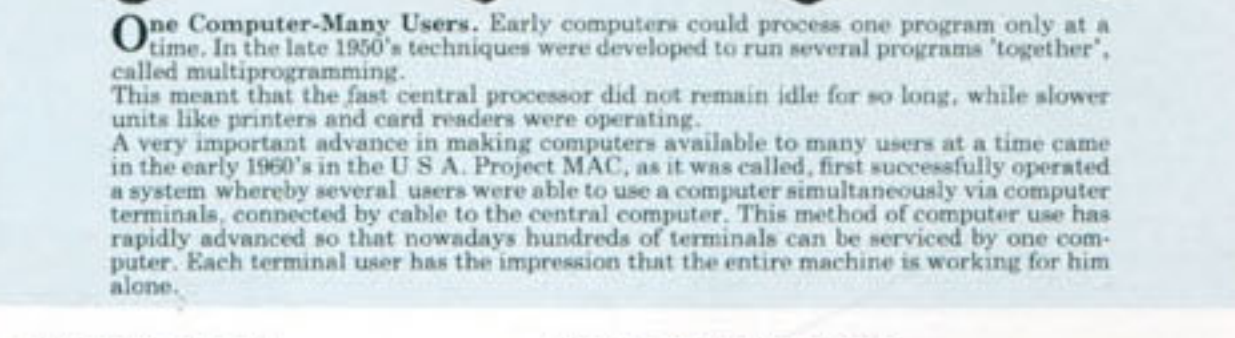 One Computer-Many Users. Early computers could process one program only at a
time. In the late 1950's techniques were developed to run several programs 'together',
called multiprogramming.
This meant that the fast central processor did not remain idle for so long, while slower
units like printers and card readers were operating.
A very important advance in making computers available to many users at a time came
in the early 1960's in the U S A. Project MAC, as it was called, first successfully operated
a system whereby several users were able to use a computer simultaneously via computer
terminals, connected by cable to the central computer. This method of computer use has
rapidly advanced so that nowadays hundreds of terminals can be serviced by one com-
puter. Each terminal user has the impression that the entire machine is working for him
alone.